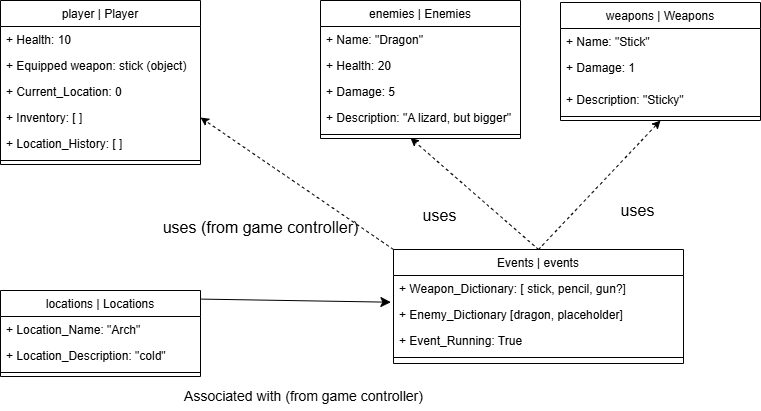 player | Player
+ Health: 10
+ Equipped weapon: stick (object)
+ Current_Location: 0
+ Inventory: [ ]
+ Location_History: [ ]
enemies | Enemies
+ Name: "Dragon"
+ Health: 20
+ Damage: 5
+ Description: "A lizard, but bigger"
weapons | Weapons
+ Name: "Stick"
+ Damage: 1
+ Description: "Sticky"
uses (from game controller)
uses
uses
Events | events
+ Weapon_Dictionary: [ stick, pencil, gun?]
+ Enemy_Dictionary [dragon, placeholder]
+ Event_Running: True
locations | Locations
+ Location_Name: "Arch"
+ Location_Description: "cold"
Associated with (from game controller)